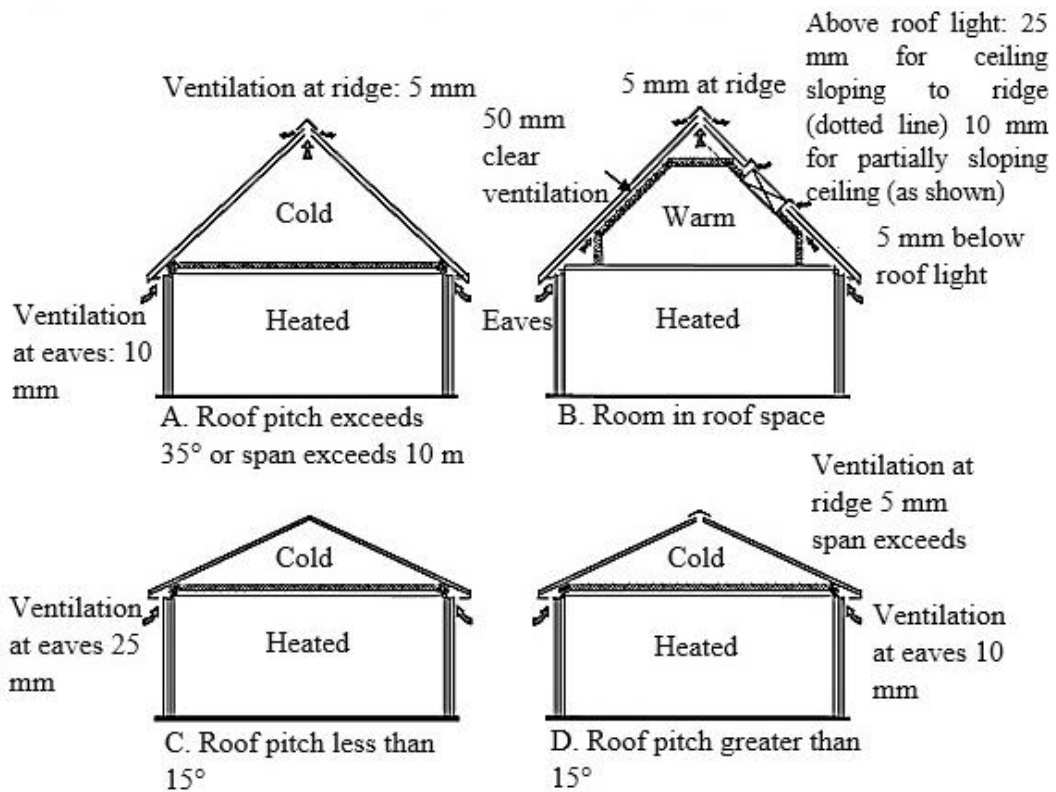 Ventilation at ridge: 5 mm
Cold
Ventilation
at eaves: 10
mm
Heated
A. Roof pitch exceeds
35° or span exceeds 10 m
5 mm at ridge
Above roof light: 25
mm for ceiling
sloping to ridge
(dotted line) 10 mm
for partially sloping
ceiling (as shown)
50 mm
clear
ventilation
Warm
5 mm below
roof light
Eaves
Heated
B. Room in roof space
Cold
Ventilation
at eaves 25
mm
Heated
C. Roof pitch less than
15°
Ventilation at
ridge 5 mm
span exceeds
Cold
Heated
Ventilation
at eaves 10
mm
D. Roof pitch greater than
15°